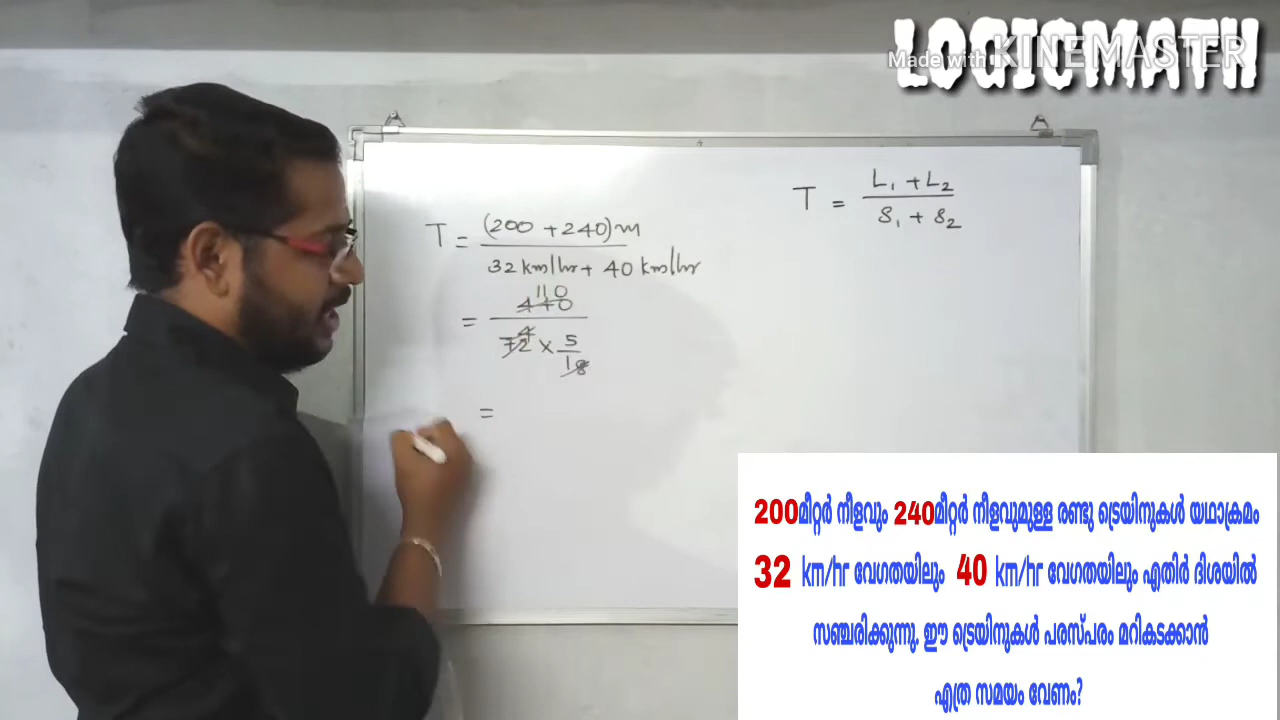 LOGICMATH
Made with KINEMASTER
T = L₁ + L₂ / S₁ + S₂
T = (200 + 240)m / 32 km/hr + 40 km/hr
110
= 440 / 72 × 5/18
4
=
200മീറ്റർ നീളവും 240മീറ്റർ നീളവുമുള്ള രണ്ടു ട്രെയിനുകൾ യഥാക്രമം
32 km/hr വേഗതയിലും 40 km/hr വേഗതയിലും എതിർ ദിശയിൽ
സഞ്ചരിക്കുന്നു. ഈ ട്രെയിനുകൾ പരസ്പരം മറികടക്കാൻ
എത്ര സമയം വേണം?